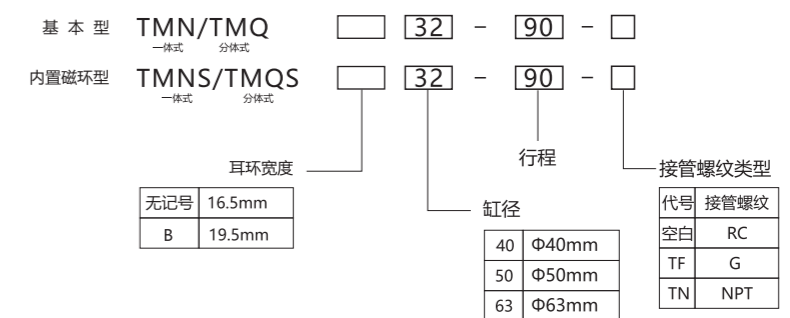 基 本 型 TMN/TMQ 32 - 90 -
一体式 分体式
内置磁环型 TMNS/TMQS 32 - 90 -
一体式 分体式
行程
耳环宽度
接管螺纹类型
无记号 16.5mm
B 19.5mm
缸径
40 Φ40mm
50 Φ50mm
63 Φ63mm
代号 接管螺纹
空白 RC
TF G
TN NPT